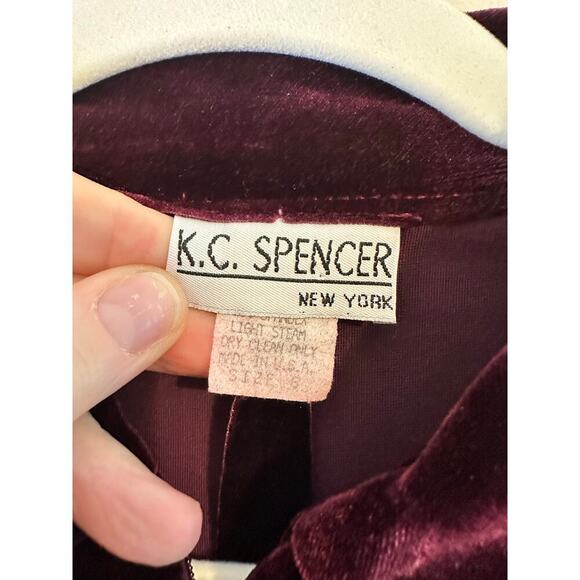 K.C. SPENCER
NEW YORK
LIGHT STEAM
DRY CLEAN ONLY
MADE IN U.S.A.
SIZE 8